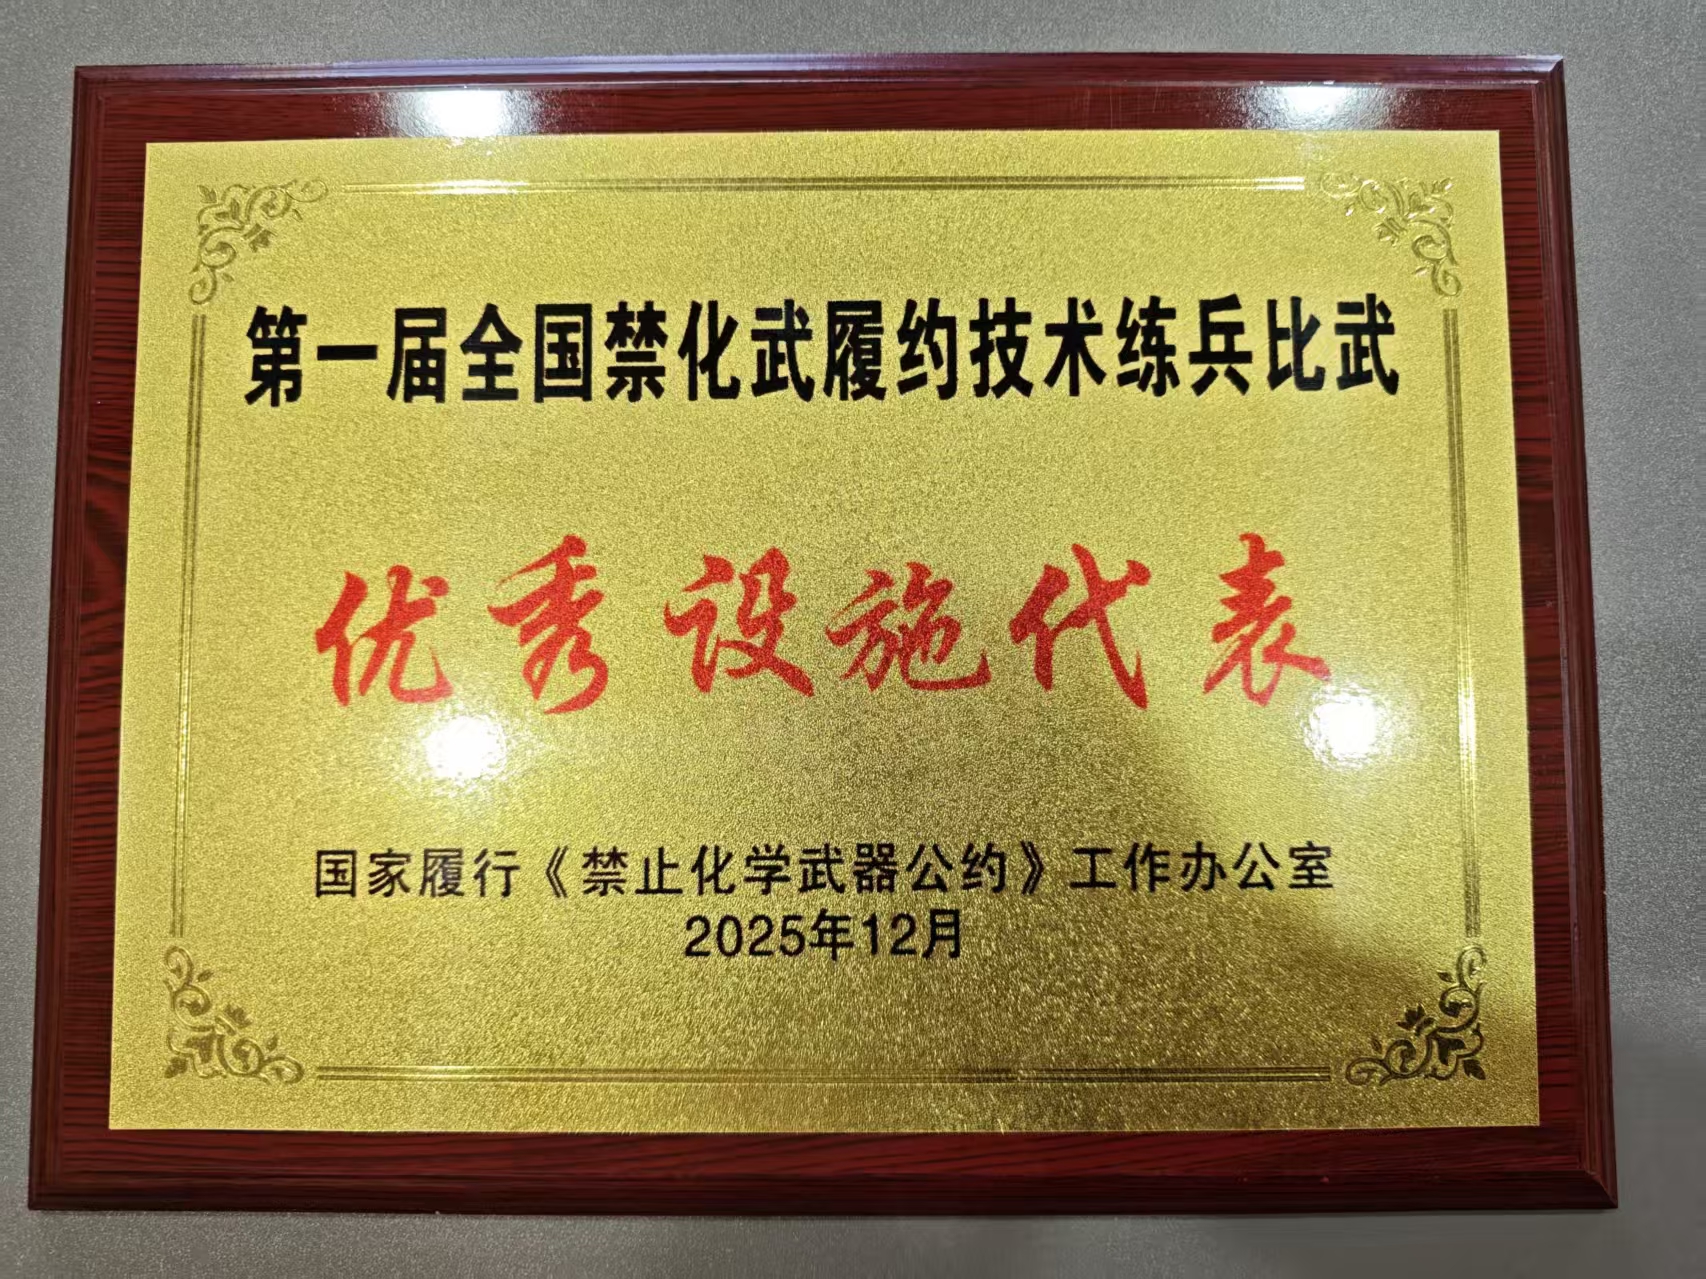 第一届全国禁化武履约技术练兵比武
优秀设施代表
国家履行《禁止化学武器公约》工作办公室
2025年12月